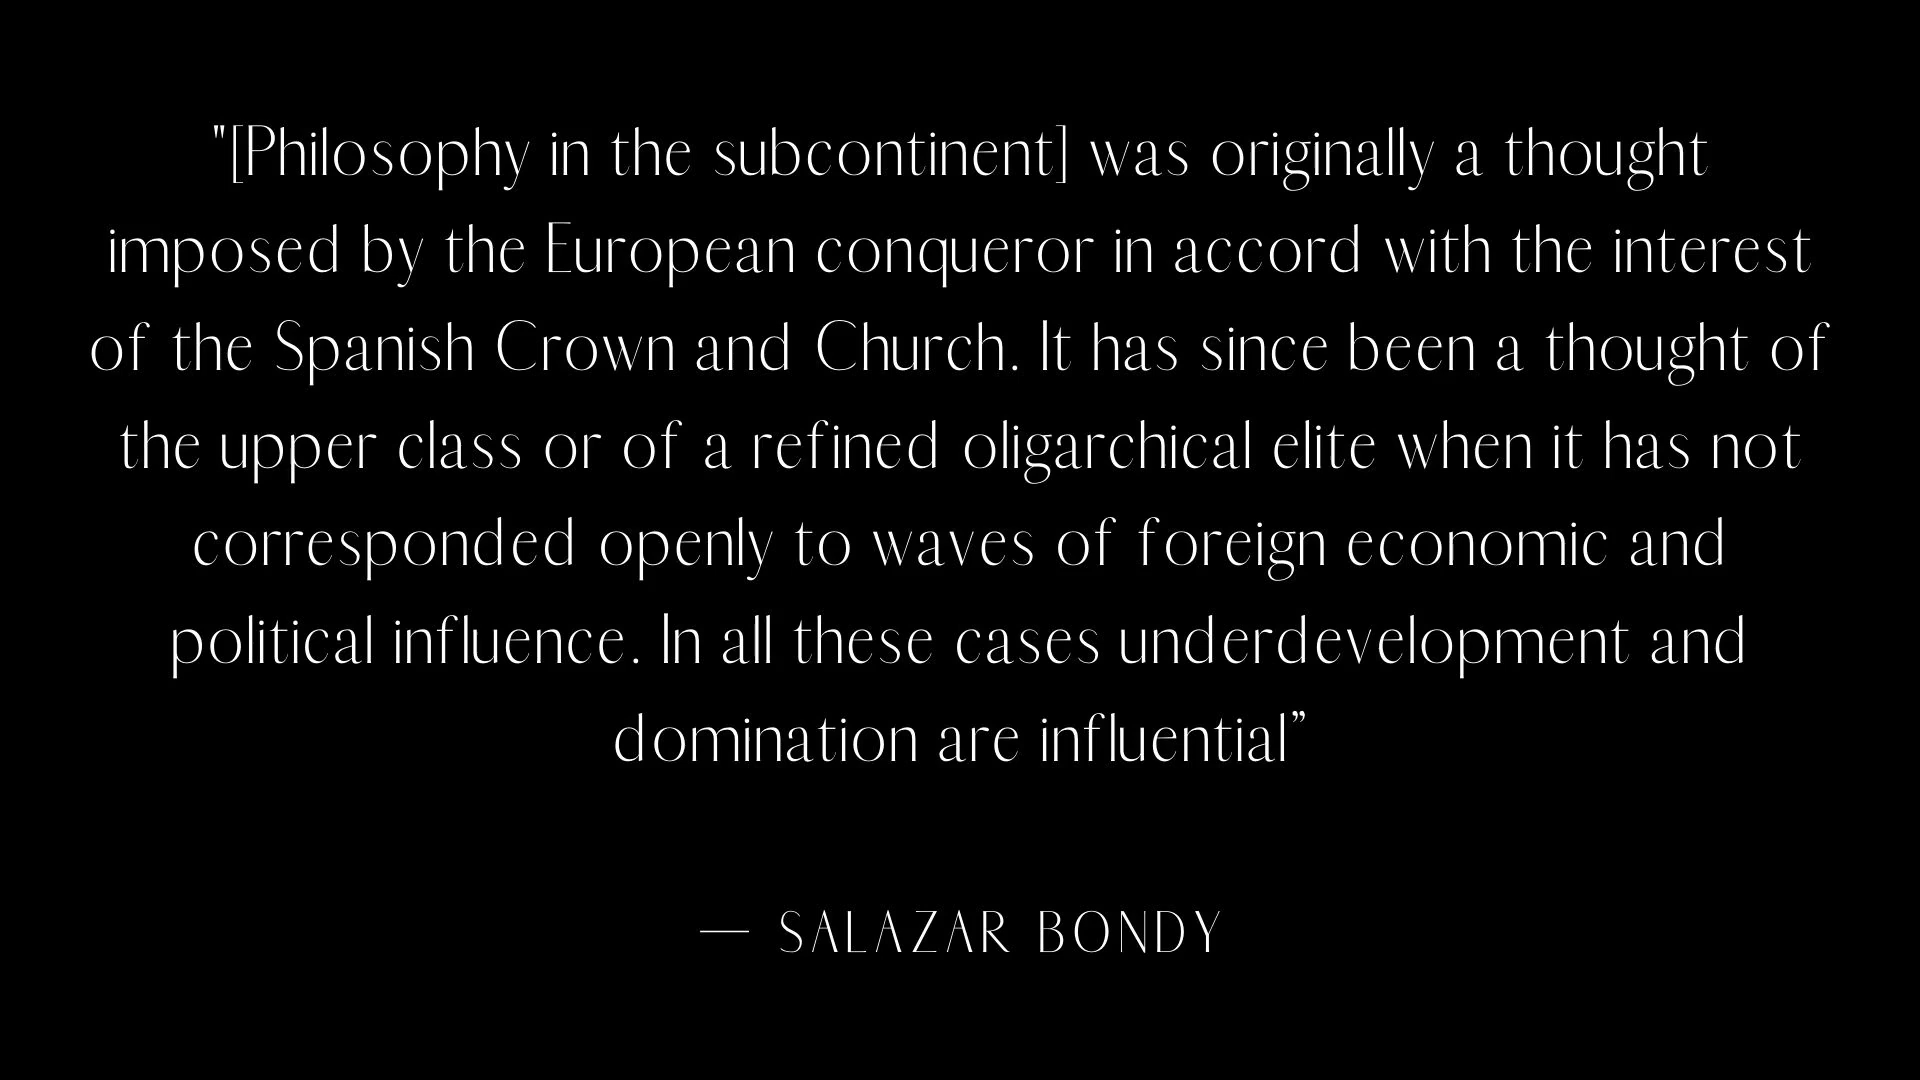 "[Philosophy in the subcontinent] was originally a thought
imposed by the European conqueror in accord with the interest
of the Spanish Crown and Church. It has since been a thought of
the upper class or of a refined oligarchical elite when it has not
corresponded openly to waves of foreign economic and
political influence. In all these cases underdevelopment and
domination are influential”
— SALAZAR BONDY